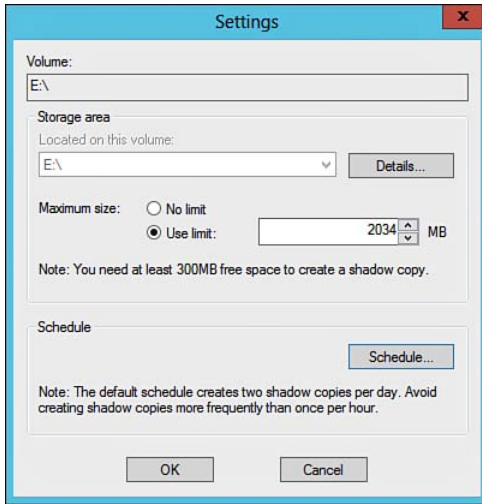 Settings
x
Volume:
E:\
Storage area
Located on this volume:
E:\
Details...
Maximum size:
No limit
Use limit:
2034
MB
Note: You need at least 300MB free space to create a shadow copy.
Schedule
Schedule...
Note: The default schedule creates two shadow copies per day. Avoid
creating shadow copies more frequently than once per hour.
OK
Cancel